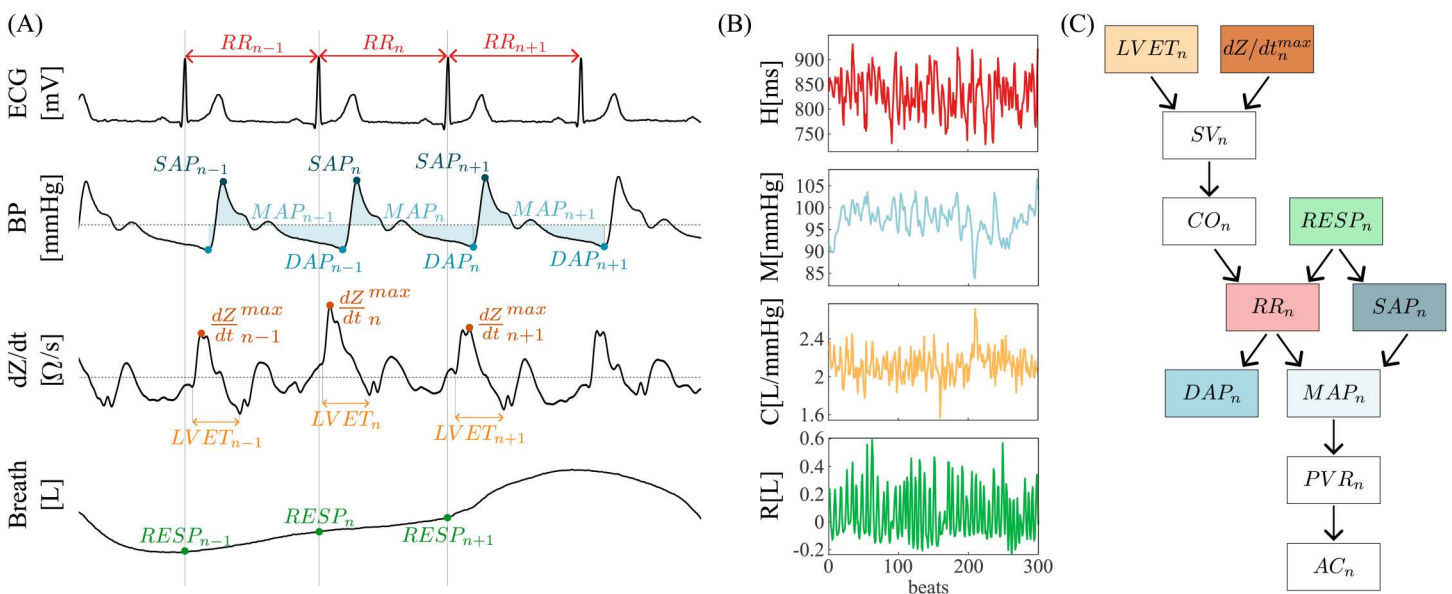 (A)
RR_{n-1} RR_n RR_{n+1}
ECG
[mV]
SAP_{n-1} SAP_n SAP_{n+1}
BP
[mmHg]
MAP_{n-1} MAP_n MAP_{n+1}
DAP_{n-1} DAP_n DAP_{n+1}
dZ/dt
[Ω/s]
dZ/dt^{max}_{n-1} dZ/dt^{max}_n dZ/dt^{max}_{n+1}
LVET_{n-1} LVET_n LVET_{n+1}
Breath
[L]
RESP_{n-1} RESP_n RESP_{n+1}
(B)
H[ms]
900
850
800
750
M[mmHg]
105
100
95
90
85
C[L/mmHg]
2.4
2
1.6
R[L]
0.6
0.4
0.2
0
-0.2
0 100 200 300
beats
(C)
LVET_n dZ/dt^{max}_n
SV_n
CO_n RESP_n
RR_n SAP_n
DAP_n MAP_n
PVR_n
AC_n